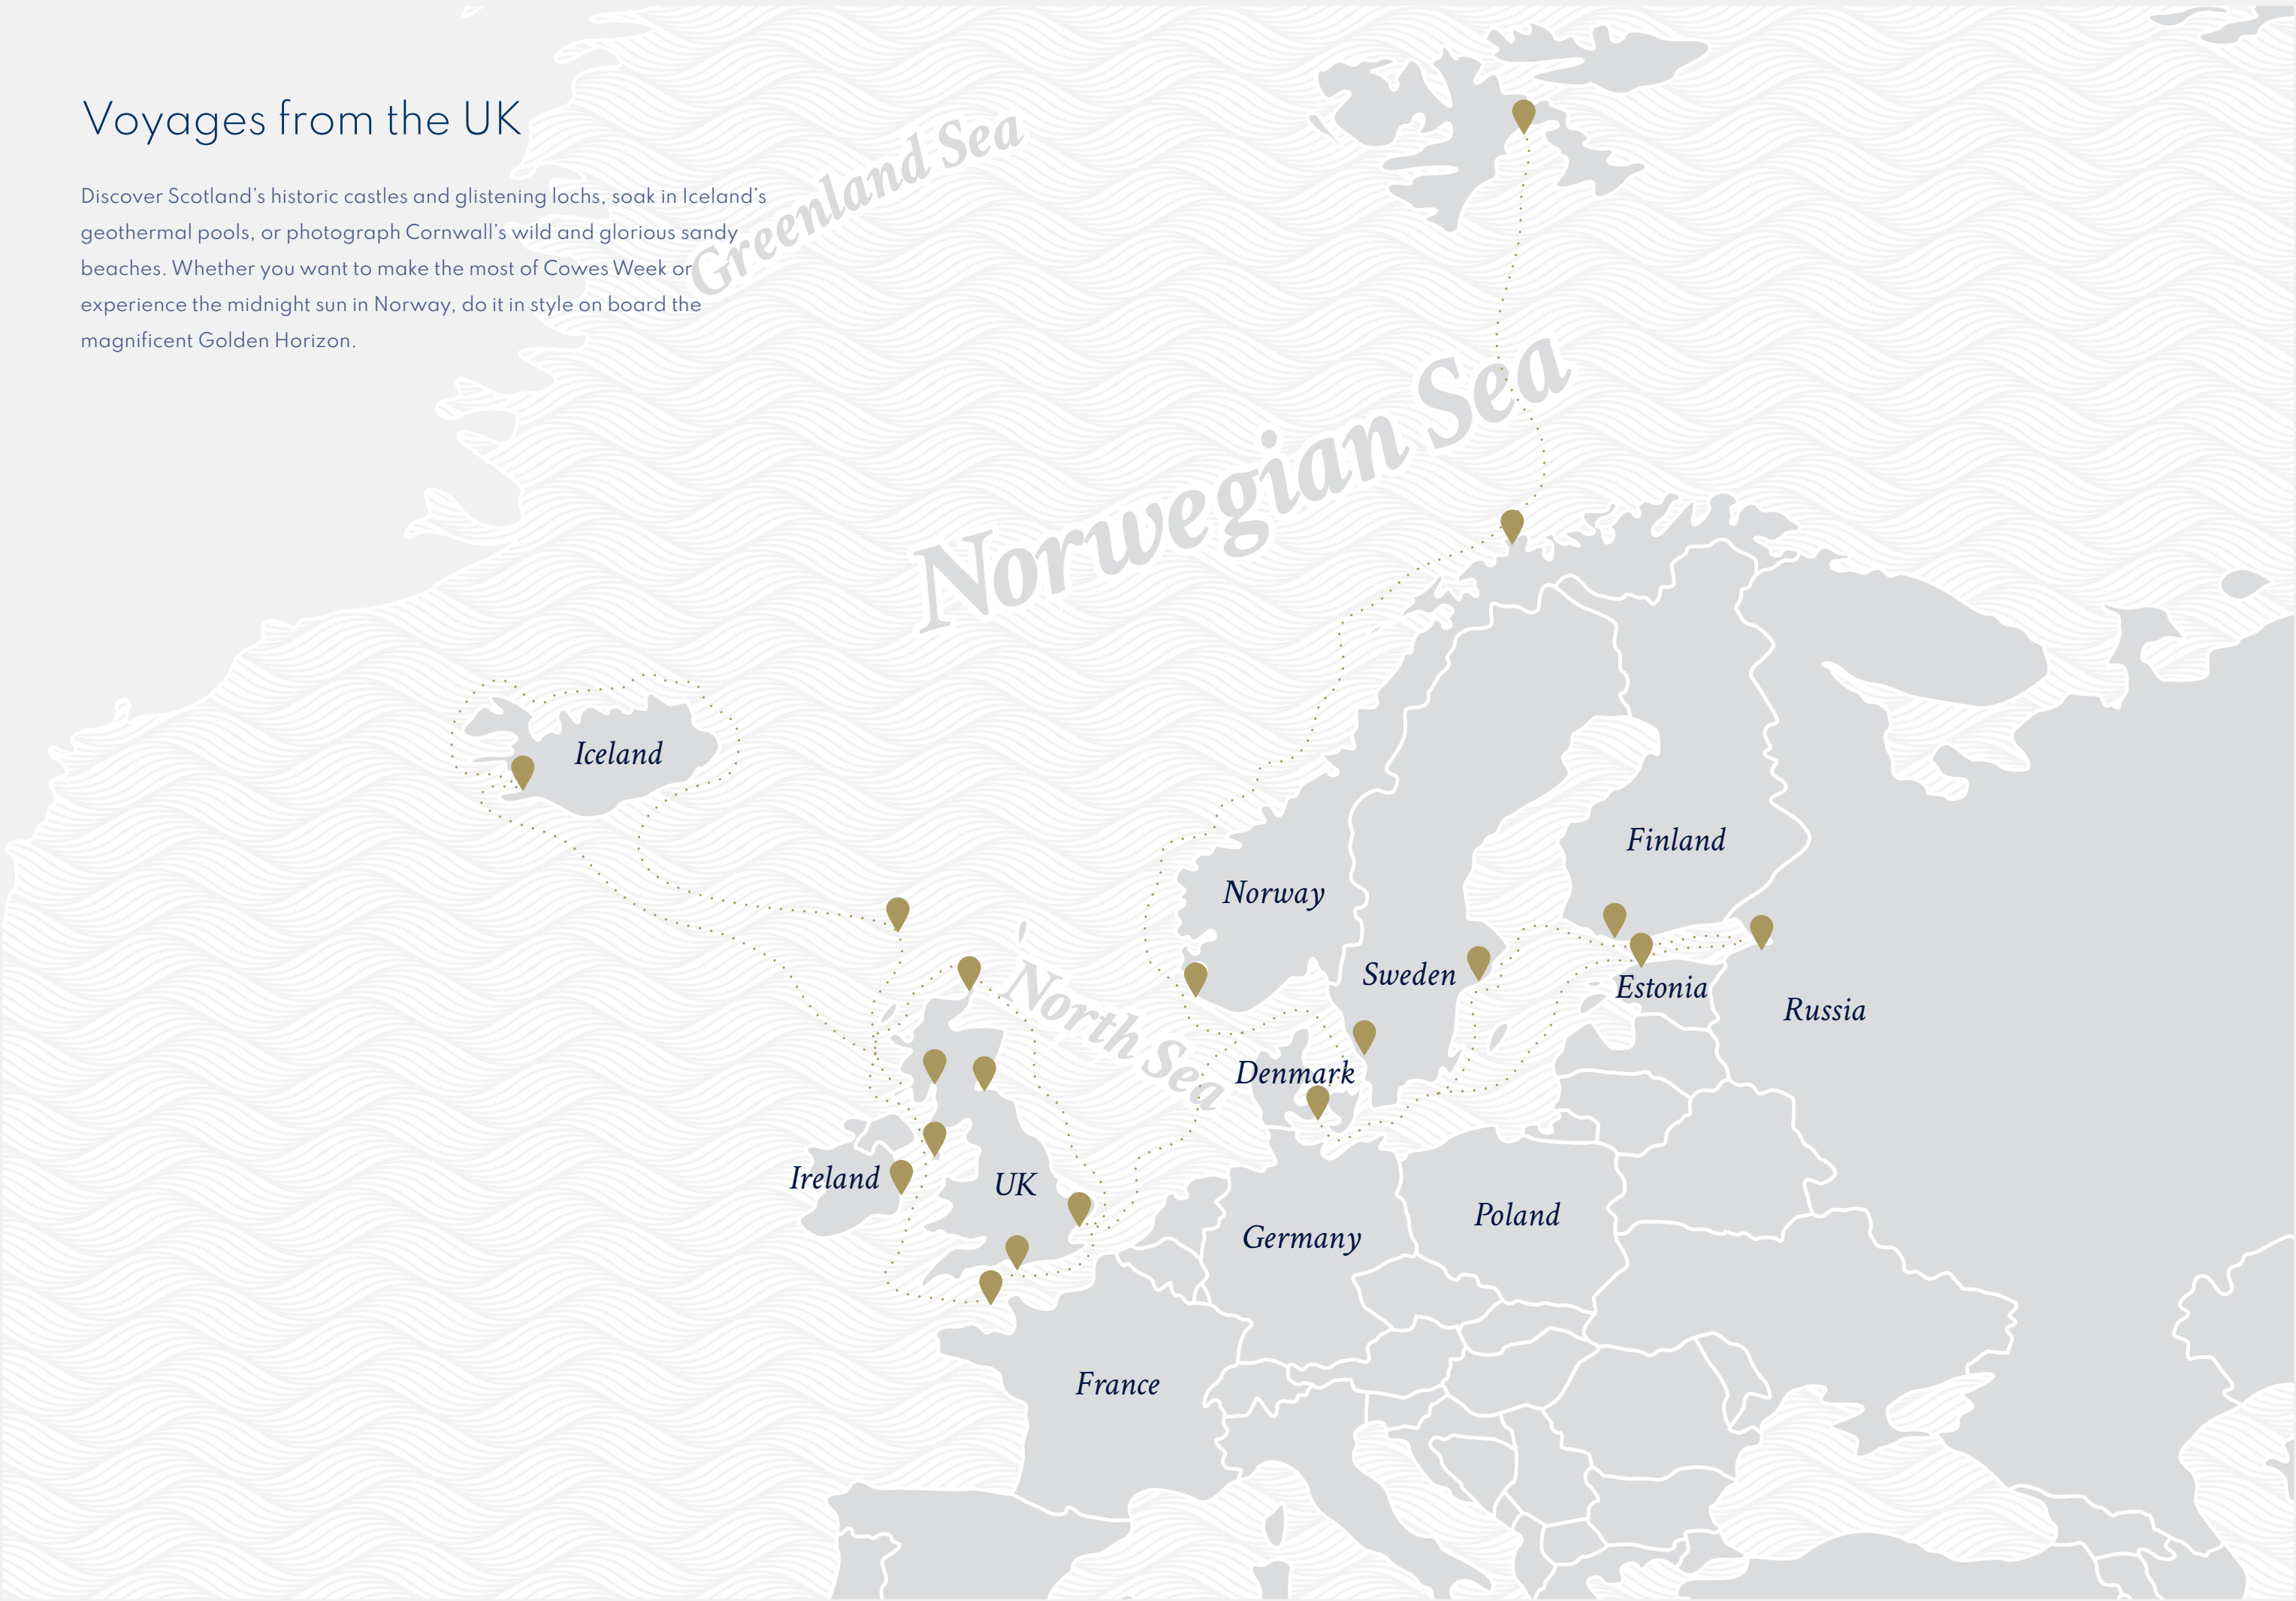 Voyages from the UK
Discover Scotland’s historic castles and glistening lochs, soak in Iceland’s
geothermal pools, or photograph Cornwall’s wild and glorious sandy
beaches. Whether you want to make the most of Cowes Week or
experience the midnight sun in Norway, do it in style on board the
magnificent Golden Horizon.
Greenland Sea
Norwegian Sea
Iceland
Finland
Norway
Sweden
Estonia
Russia
North Sea
Denmark
Ireland
UK
Poland
Germany
France